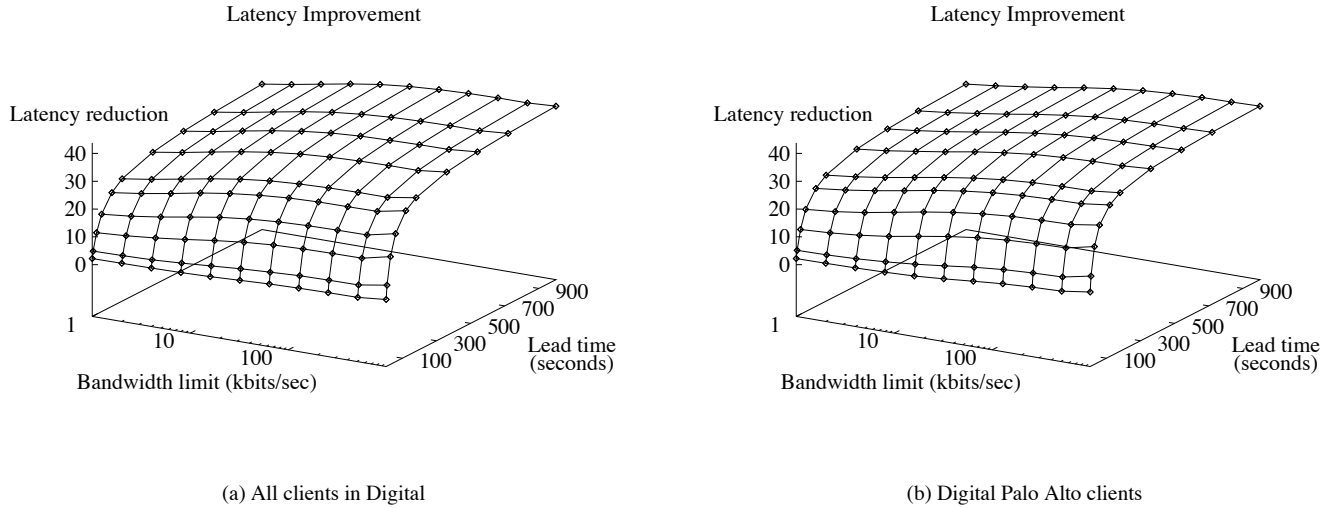 Latency Improvement
Latency reduction
40
30
20
10
0
1
10
100
Bandwidth limit (kbits/sec)
100
300
500
700
900
Lead time
(seconds)
(a) All clients in Digital
Latency Improvement
Latency reduction
40
30
20
10
0
1
10
100
Bandwidth limit (kbits/sec)
100
300
500
700
900
Lead time
(seconds)
(b) Digital Palo Alto clients